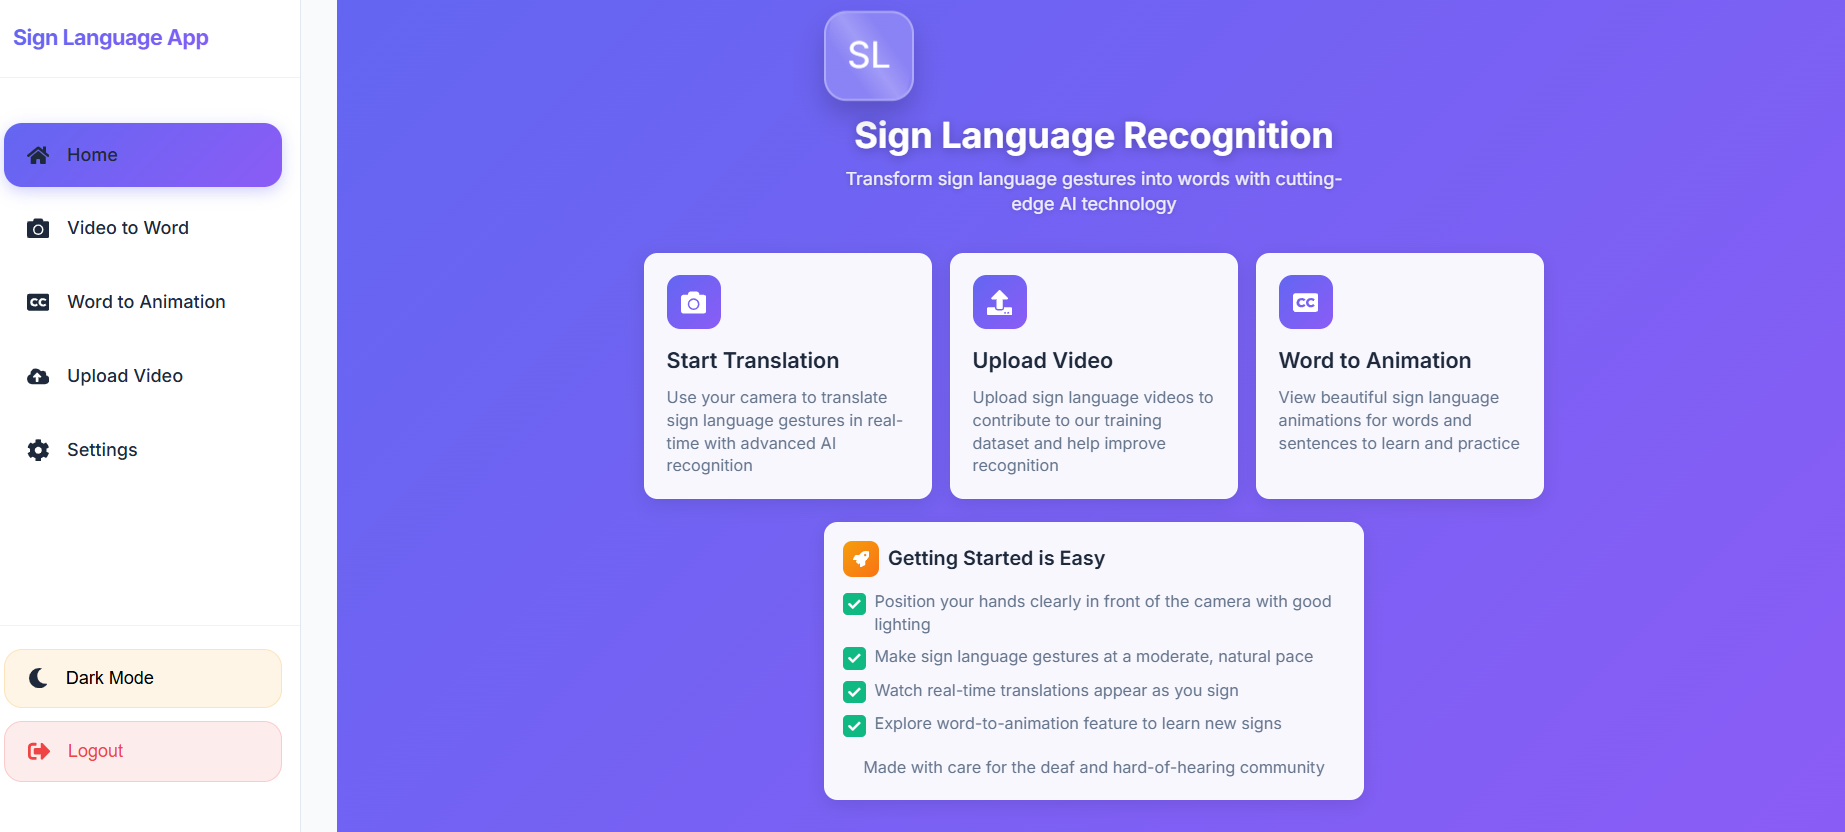 Sign Language App
Home
Video to Word
CC
Word to Animation
Upload Video
Settings
Dark Mode
Logout
SL
Sign Language Recognition
Transform sign language gestures into words with cutting-
edge AI technology
Start Translation
Use your camera to translate
sign language gestures in real-
time with advanced AI
recognition
Upload Video
Upload sign language videos to
contribute to our training
dataset and help improve
recognition
CC
Word to Animation
View beautiful sign language
animations for words and
sentences to learn and practice
Getting Started is Easy
Position your hands clearly in front of the camera with good
lighting
Make sign language gestures at a moderate, natural pace
Watch real-time translations appear as you sign
Explore word-to-animation feature to learn new signs
Made with care for the deaf and hard-of-hearing community